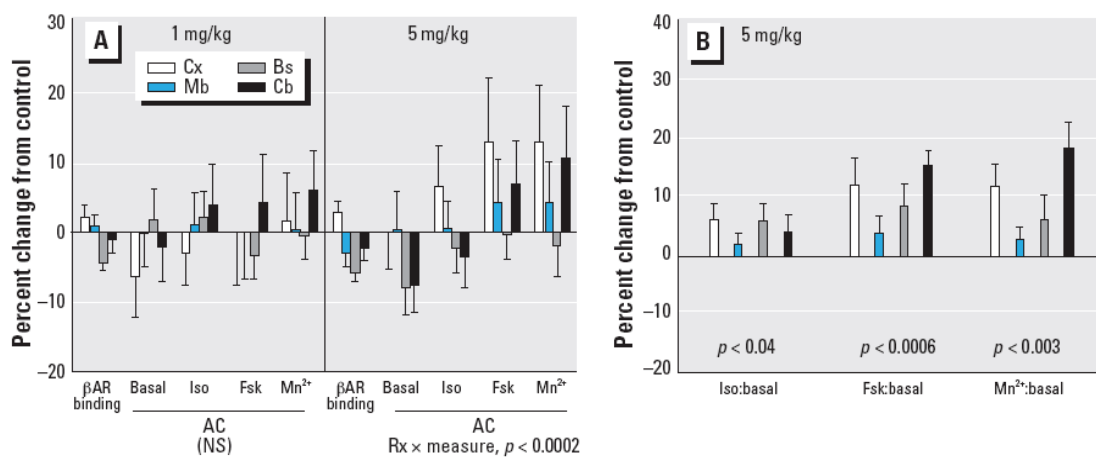 A
1 mg/kg
5 mg/kg
Cx
Bs
Mb
Cb
Percent change from control
30
20
10
0
–10
–20
βAR
binding
Basal
Iso
Fsk
Mn²⁺
AC
(NS)
βAR
binding
Basal
Iso
Fsk
Mn²⁺
AC
Rx × measure, p < 0.0002
B
5 mg/kg
Percent change from control
40
30
20
10
0
–10
–20
p < 0.04
p < 0.0006
p < 0.003
Iso:basal
Fsk:basal
Mn²⁺:basal